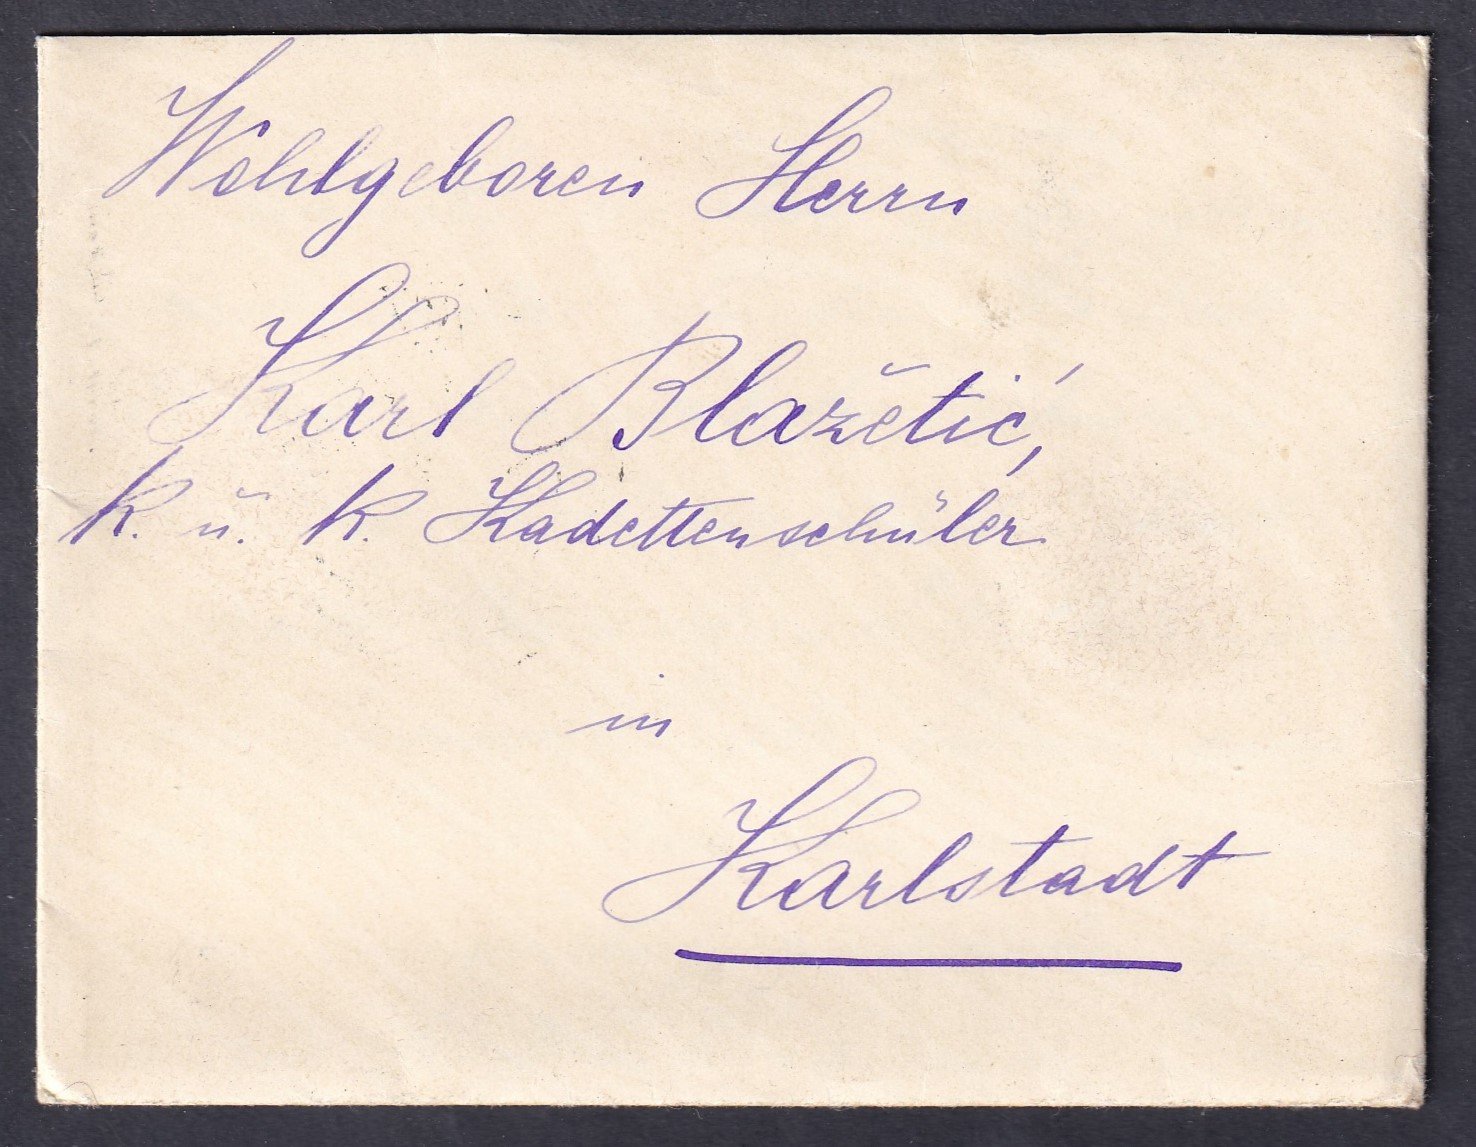 Wohlgeboren Herrn
Karl Blažetić,
k. u. k. Kadettenschüler
in
Karlstadt